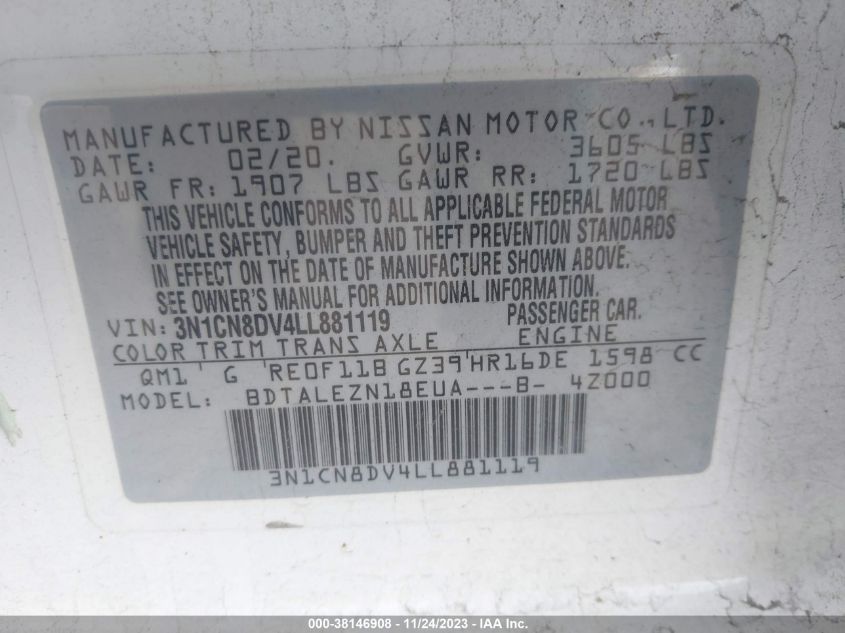 MANUFACTURED BY NISSAN MOTOR CO., LTD.
DATE: 02/20. GVWR: 3605 LBS
GAWR FR: 1907 LBS GAWR RR: 1720 LBS
THIS VEHICLE CONFORMS TO ALL APPLICABLE FEDERAL MOTOR
VEHICLE SAFETY, BUMPER AND THEFT PREVENTION STANDARDS
IN EFFECT ON THE DATE OF MANUFACTURE SHOWN ABOVE.
SEE OWNER'S MANUAL FOR ADDITIONAL INFORMATION.
VIN: 3N1CN8DV4LL881119 PASSENGER CAR.
COLOR TRIM TRANS AXLE ENGINE
QM1 G RE0F11B GZ39 HR16DE 1598 CC
MODEL: BDTALEZN18EUA---B- 4Z000
3N1CN8DV4LL881119
000-38146908 - 11/24/2023 - IAA Inc.